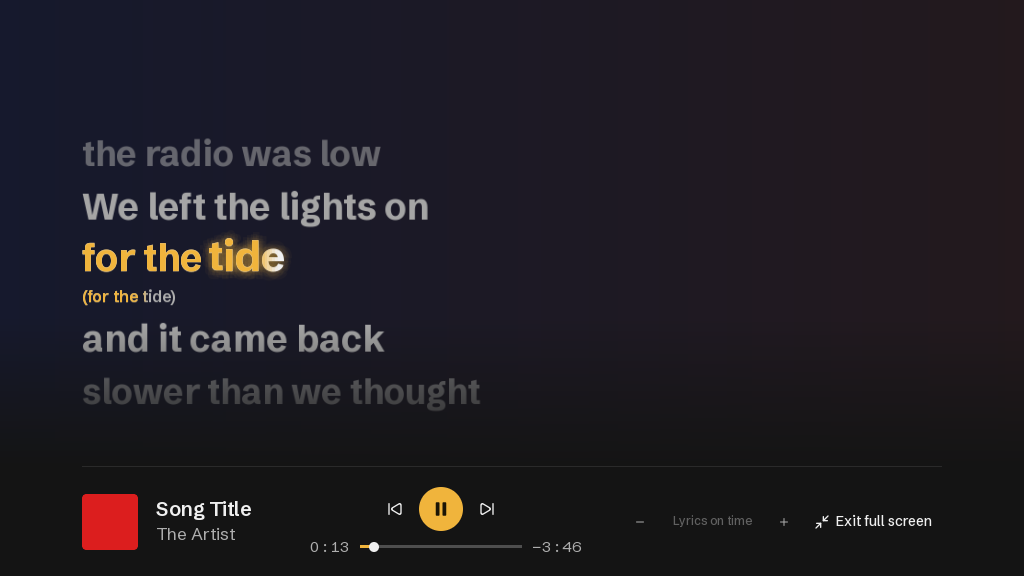 the radio was low
We left the lights on
for the tide
(for the tide)
and it came back
slower than we thought
Song Title
The Artist
0:13
−3:46
− Lyrics on time +
Exit full screen